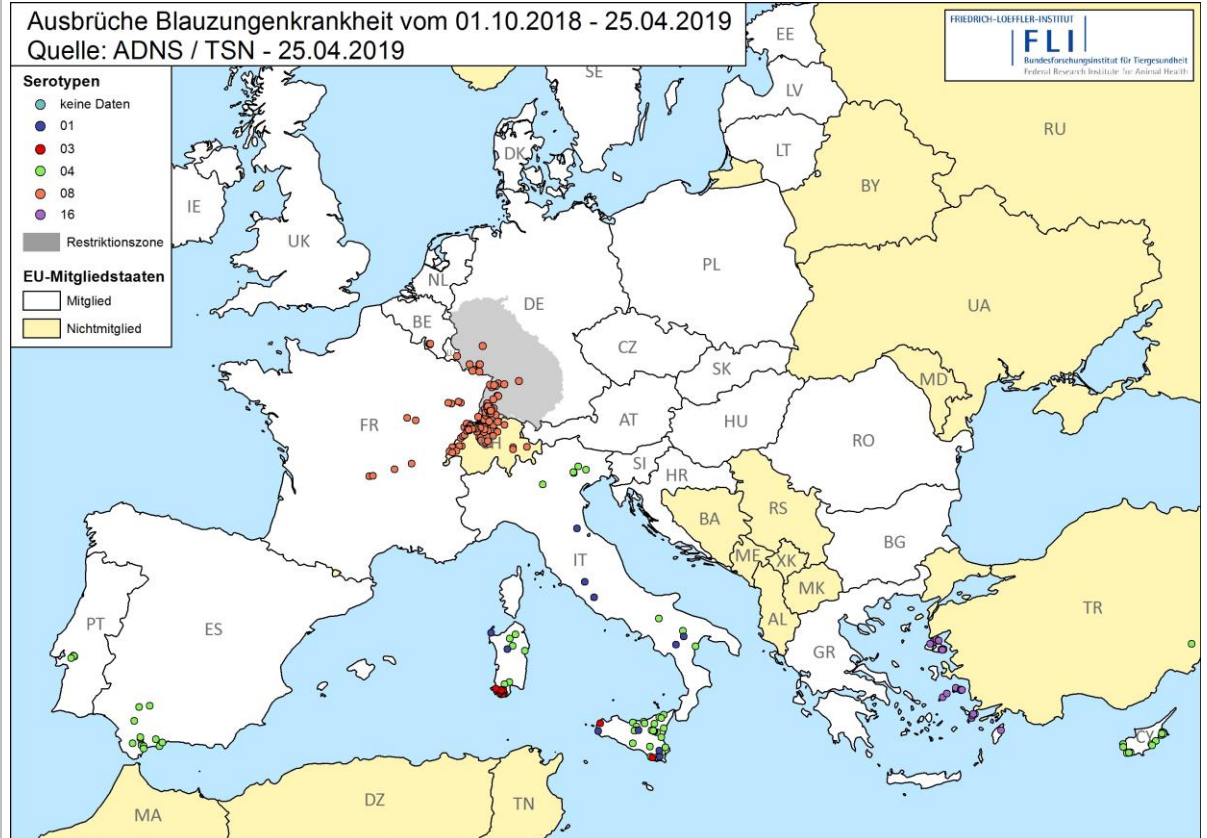 Ausbrüche Blauzungenkrankheit vom 01.10.2018 - 25.04.2019
Quelle: ADNS / TSN - 25.04.2019
FRIEDRICH-LOEFFLER-INSTITUT
FLI
Bundesforschungsinstitut für Tiergesundheit
Federal Research Institute for Animal Health
Serotypen
keine Daten
01
03
04
08
16
Restriktionszone
EU-Mitgliedstaaten
Mitglied
Nichtmitglied
EE
SE
LV
RU
DK
LT
IE
BY
UK
PL
NL
DE
UA
BE
CZ
SK
MD
FR
AT
HU
RO
CH
SI
HR
BA
RS
BG
IT
ME
XK
MK
AL
TR
PT
ES
GR
CY
MA
DZ
TN